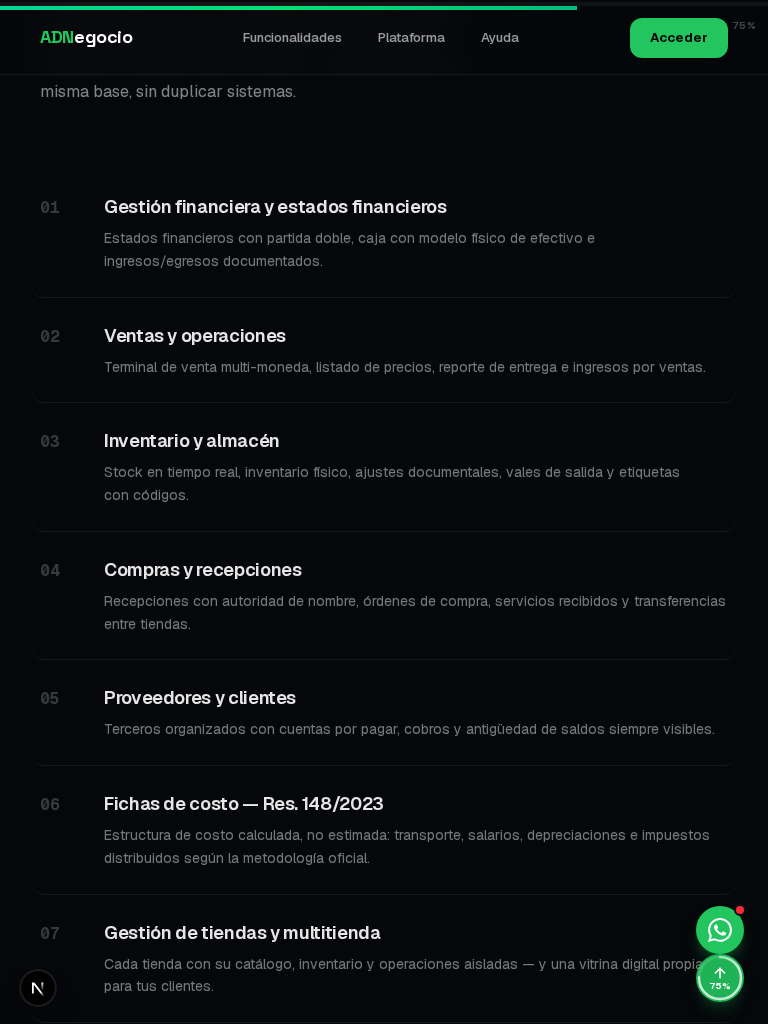 ADNegocio
Funcionalidades
Plataforma
Ayuda
Acceder
75%
misma base, sin duplicar sistemas.
01
Gestión financiera y estados financieros
Estados financieros con partida doble, caja con modelo físico de efectivo e
ingresos/egresos documentados.
02
Ventas y operaciones
Terminal de venta multi-moneda, listado de precios, reporte de entrega e ingresos por ventas.
03
Inventario y almacén
Stock en tiempo real, inventario físico, ajustes documentales, vales de salida y etiquetas
con códigos.
04
Compras y recepciones
Recepciones con autoridad de nombre, órdenes de compra, servicios recibidos y transferencias
entre tiendas.
05
Proveedores y clientes
Terceros organizados con cuentas por pagar, cobros y antigüedad de saldos siempre visibles.
06
Fichas de costo — Res. 148/2023
Estructura de costo calculada, no estimada: transporte, salarios, depreciaciones e impuestos
distribuidos según la metodología oficial.
07
Gestión de tiendas y multitienda
Cada tienda con su catálogo, inventario y operaciones aisladas — y una vitrina digital propia
para tus clientes.
N
75%